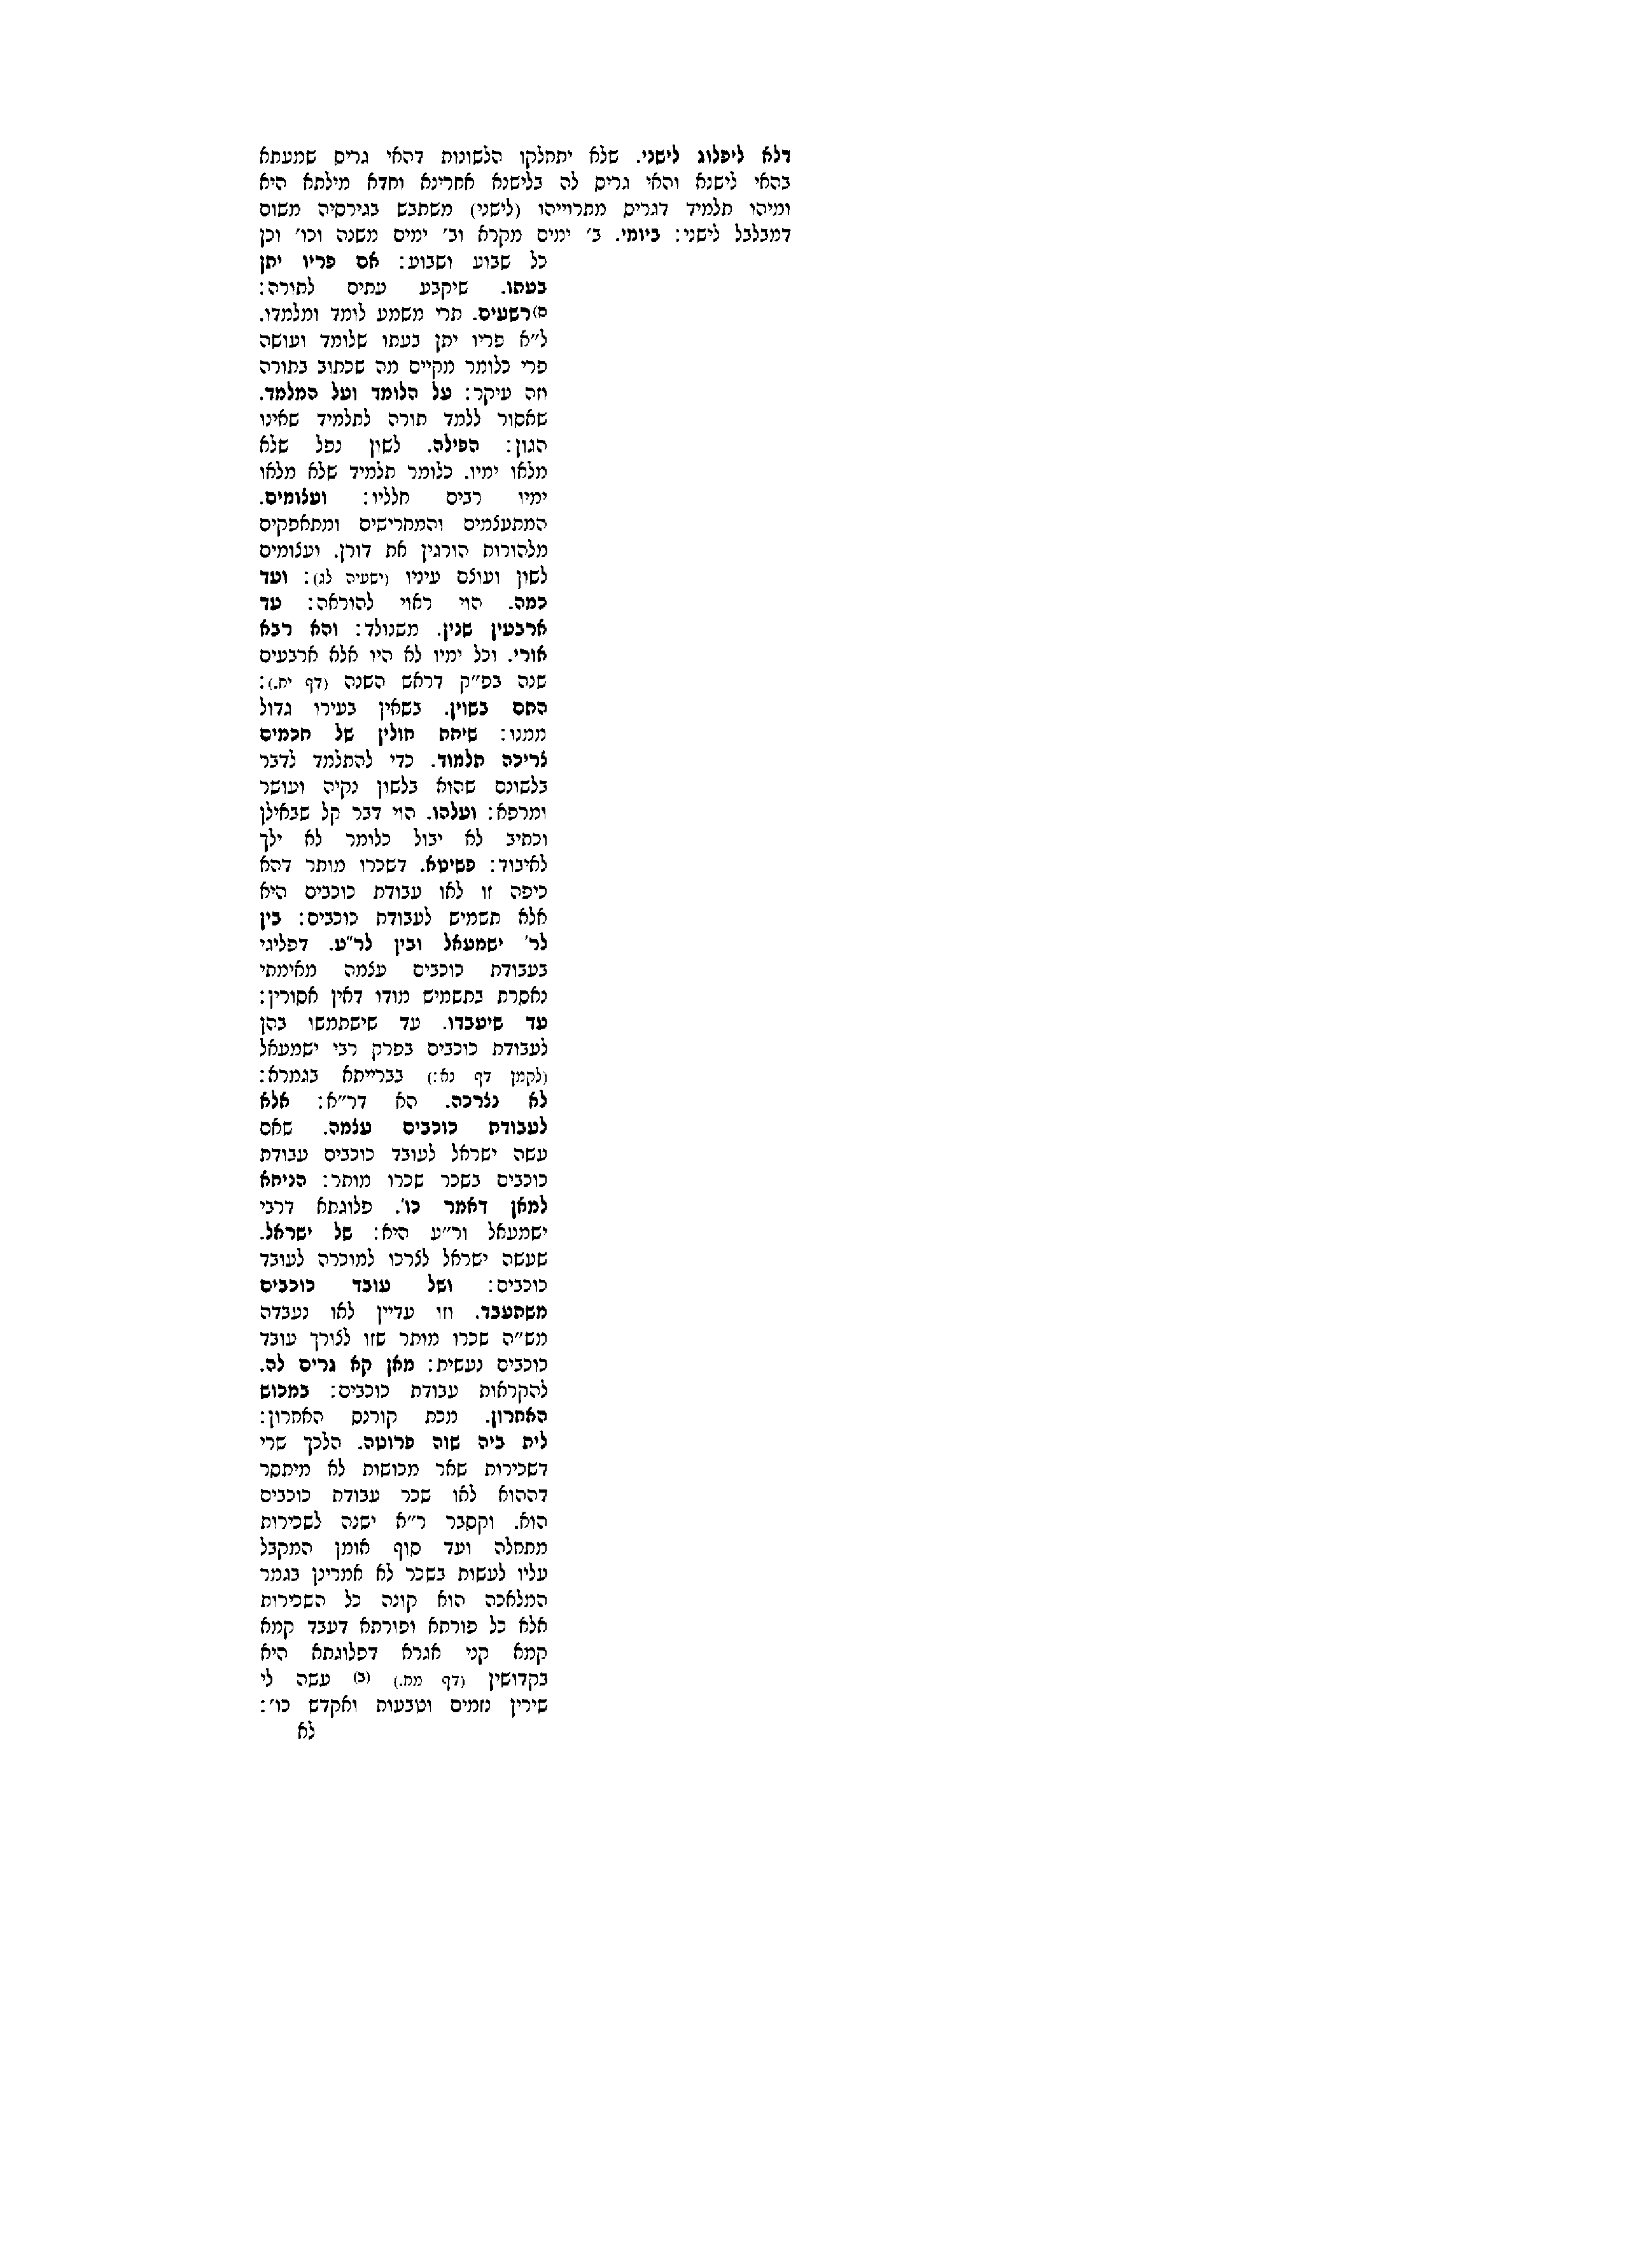 דלא ליפלוג לישני. שלא יתחלקו הלשונות דהאי גריס שמעתא
בהאי לישנא והאי גריס לה בלישנא אחרינא וחדא מילתא היא
ומיהו תלמיד דגריס מתרוייהו (לישני) משתבש בגירסיה משום
דמבלבל לישני: ביומי. ב׳ ימים מקרא וב׳ ימים משנה וכו׳ וכן
כל שבוע ושבוע: אם פריו יתן
בעתו. שיקבע עתים לתורה:
ס)רשעים. תרי משמע לומד ומלמדו.
ל״א פריו יתן בעתו שלומד ועושה
פרי כלומר מקיים מה שכתוב בתורה
וזה עיקר: על הלומד ועל המלמד.
שאסור ללמד תורה לתלמיד שאינו
הגון: הפילה. לשון נפל שלא
מלאו ימיו. כלומר תלמיד שלא מלאו
ימיו רבים חלליו: ועצומים.
המתעצמים והמחרישים ומתאפקים
מלהורות הורגין את דורן. ועצומים
לשון ועוצם עיניו (ישעיה לג): ועד
כמה. הוי ראוי להוראה: עד
ארבעין שנין. משנולד: והא רבא
אורי. וכל ימיו לא היו אלא ארבעים
שנה בפ״ק דראש השנה (דף יח.):
התם בשוין. בשאין בעירו גדול
ממנו: שיחת חולין של חכמים
צריכה תלמוד. כדי להתלמד לדבר
בלשונם שהוא בלשון נקיה ועושר
ומרפא: ועלהו. הוי דבר קל שבאילן
וכתיב לא יבול כלומר לא ילך
לאיבוד: פשיטא. דשכרו מותר דהא
כיפה זו לאו עבודת כוכבים היא
אלא תשמיש לעבודת כוכבים: בין
לר׳ ישמעאל ובין לר״ע. דפליגי
בעבודת כוכבים עצמה מאימתי
נאסרת בתשמיש מודו דאין אסורין:
עד שיעבדו. עד שישתמשו בהן
לעבודת כוכבים בפרק רבי ישמעאל
(לקמן דף נא:) בברייתא בגמרא:
לא נצרכה. הא דר״א: אלא
לעבודת כוכבים עצמה. שאם
עשה ישראל לעובד כוכבים עבודת
כוכבים בשכר שכרו מותר: הניחא
למאן דאמר כו׳. פלוגתא דרבי
ישמעאל ור״ע היא: של ישראל.
שעשה ישראל לצרכו למוכרה לעובד
כוכבים: ושל עובד כוכבים
משתעבד. וזו עדיין לאו נעבדה
מש״ה שכרו מותר שזו לצורך עובד
כוכבים נעשית: מאן קא גריס לה.
להקראות עבודת כוכבים: במכוש
האחרון. מכת קורנס האחרון:
לית ביה שוה פרוטה. הלכך שרי
דשכירות שאר מכושות לא מיתסר
דההוא לאו שכר עבודת כוכבים
הוא. וקסבר ר״א ישנה לשכירות
מתחלה ועד סוף אומן המקבל
עליו לעשות בשכר לא אמרינן בגמר
המלאכה הוא קונה כל השכירות
אלא כל פורתא ופורתא דעבד קמא
קמא קני אגרא דפלוגתא היא
בקדושין (דף מח.) (ב) עשה לי
שירין נזמים וטבעות ואקדש כו׳:
לא